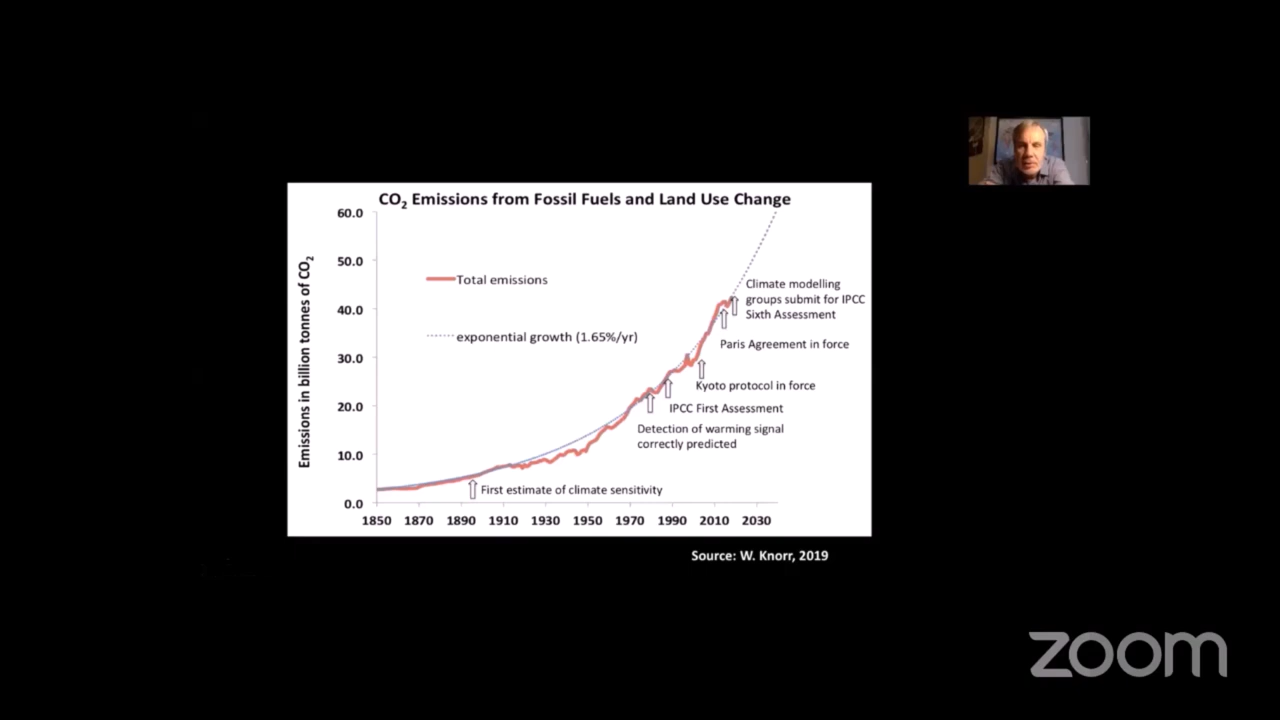 CO2 Emissions from Fossil Fuels and Land Use Change
Emissions in billion tonnes of CO2
60.0
50.0
40.0
30.0
20.0
10.0
0.0
Total emissions
exponential growth (1.65%/yr)
Climate modelling
groups submit for IPCC
Sixth Assessment
Paris Agreement in force
Kyoto protocol in force
IPCC First Assessment
Detection of warming signal
correctly predicted
First estimate of climate sensitivity
1850 1870 1890 1910 1930 1950 1970 1990 2010 2030
Source: W. Knorr, 2019
zoom